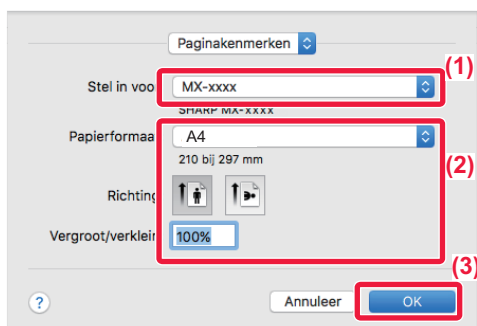 Paginakenmerken
(1)
Stel in voo MX-xxxx
SHARP MX-xxxx
Papierformaa A4
210 bij 297 mm
(2)
Richting
Vergroot/verklein 100%
(3)
? Annuleer OK